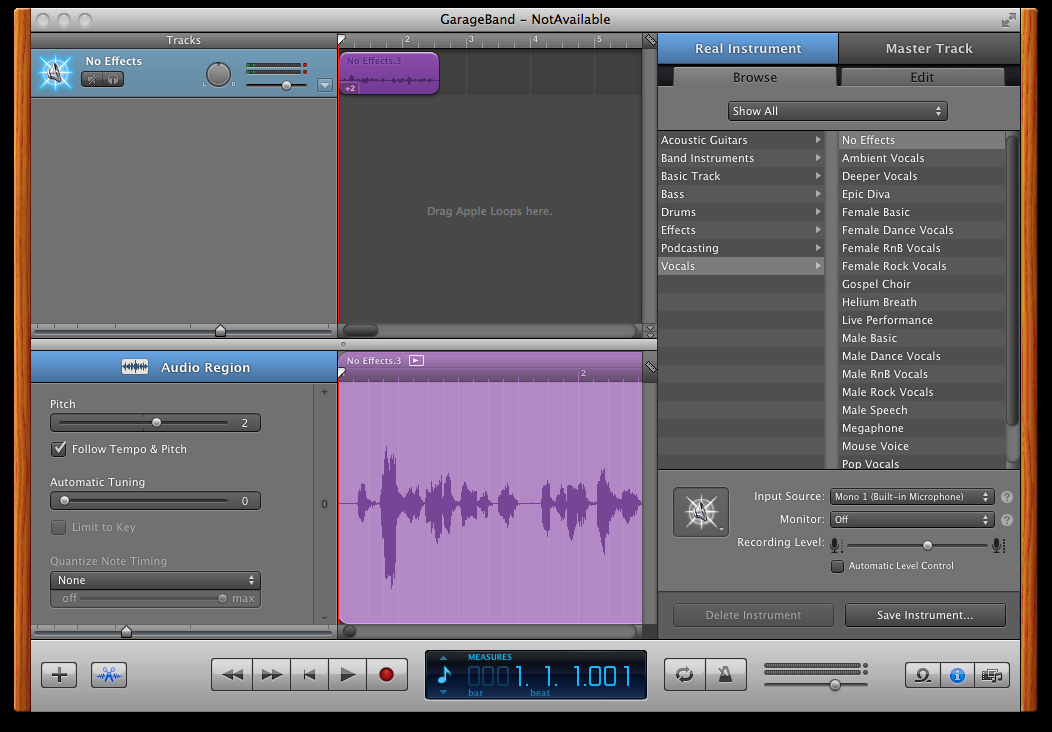 GarageBand – NotAvailable
Tracks
No Effects
L R
2 3 4 5
No Effects.3
+2
Drag Apple Loops here.
Real Instrument
Master Track
Browse
Edit
Show All
Acoustic Guitars
Band Instruments
Basic Track
Bass
Drums
Effects
Podcasting
Vocals
No Effects
Ambient Vocals
Deeper Vocals
Epic Diva
Female Basic
Female Dance Vocals
Female RnB Vocals
Female Rock Vocals
Gospel Choir
Helium Breath
Live Performance
Male Basic
Male Dance Vocals
Male RnB Vocals
Male Rock Vocals
Male Speech
Megaphone
Mouse Voice
Pop Vocals
Audio Region
Pitch
2
Follow Tempo & Pitch
Automatic Tuning
0
Limit to Key
Quantize Note Timing
None
off max
+
0
–
No Effects.3
2
Input Source: Mono 1 (Built-in Microphone) ?
Monitor: Off ?
Recording Level:
Automatic Level Control
Delete Instrument
Save Instrument...
MEASURES
0001. 1. 1.001
bar beat